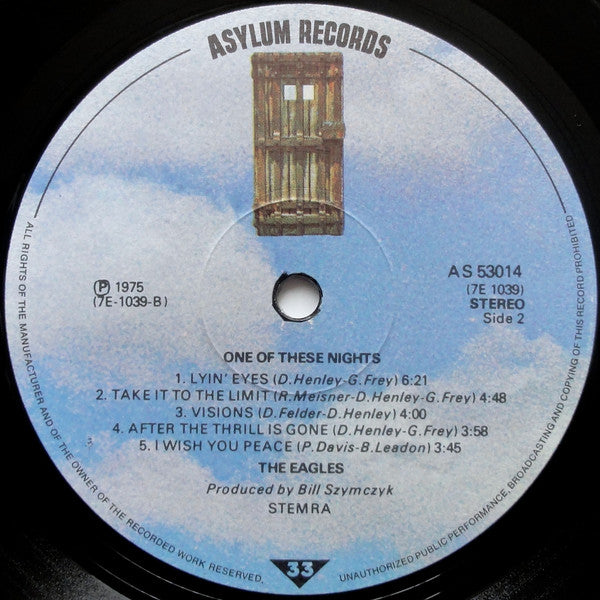 ASYLUM RECORDS
℗ 1975
(7E-1039-B)
AS 53014
(7E 1039)
STEREO
Side 2
ONE OF THESE NIGHTS
1. LYIN' EYES (D.Henley-G.Frey) 6:21
2. TAKE IT TO THE LIMIT (R.Meisner-D.Henley-G.Frey) 4:48
3. VISIONS (D.Felder-D.Henley) 4:00
4. AFTER THE THRILL IS GONE (D.Henley-G.Frey) 3:58
5. I WISH YOU PEACE (P.Davis-B.Leadon) 3:45
THE EAGLES
Produced by Bill Szymczyk
STEMRA
33
ALL RIGHTS OF THE MANUFACTURER AND OF THE OWNER OF THE RECORDED WORK RESERVED.
UNAUTHORIZED PUBLIC PERFORMANCE, BROADCASTING AND COPYING OF THIS RECORD PROHIBITED